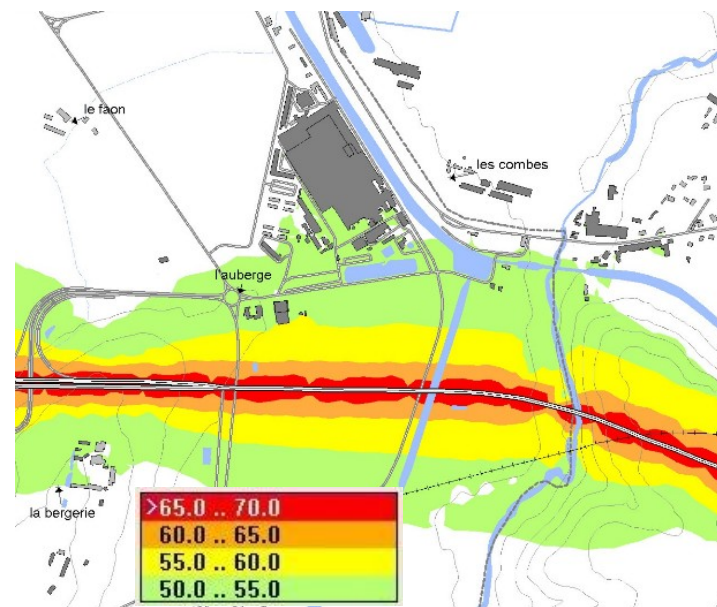 le faon
les combes
l'auberge
la bergerie
>65.0 .. 70.0
60.0 .. 65.0
55.0 .. 60.0
50.0 .. 55.0